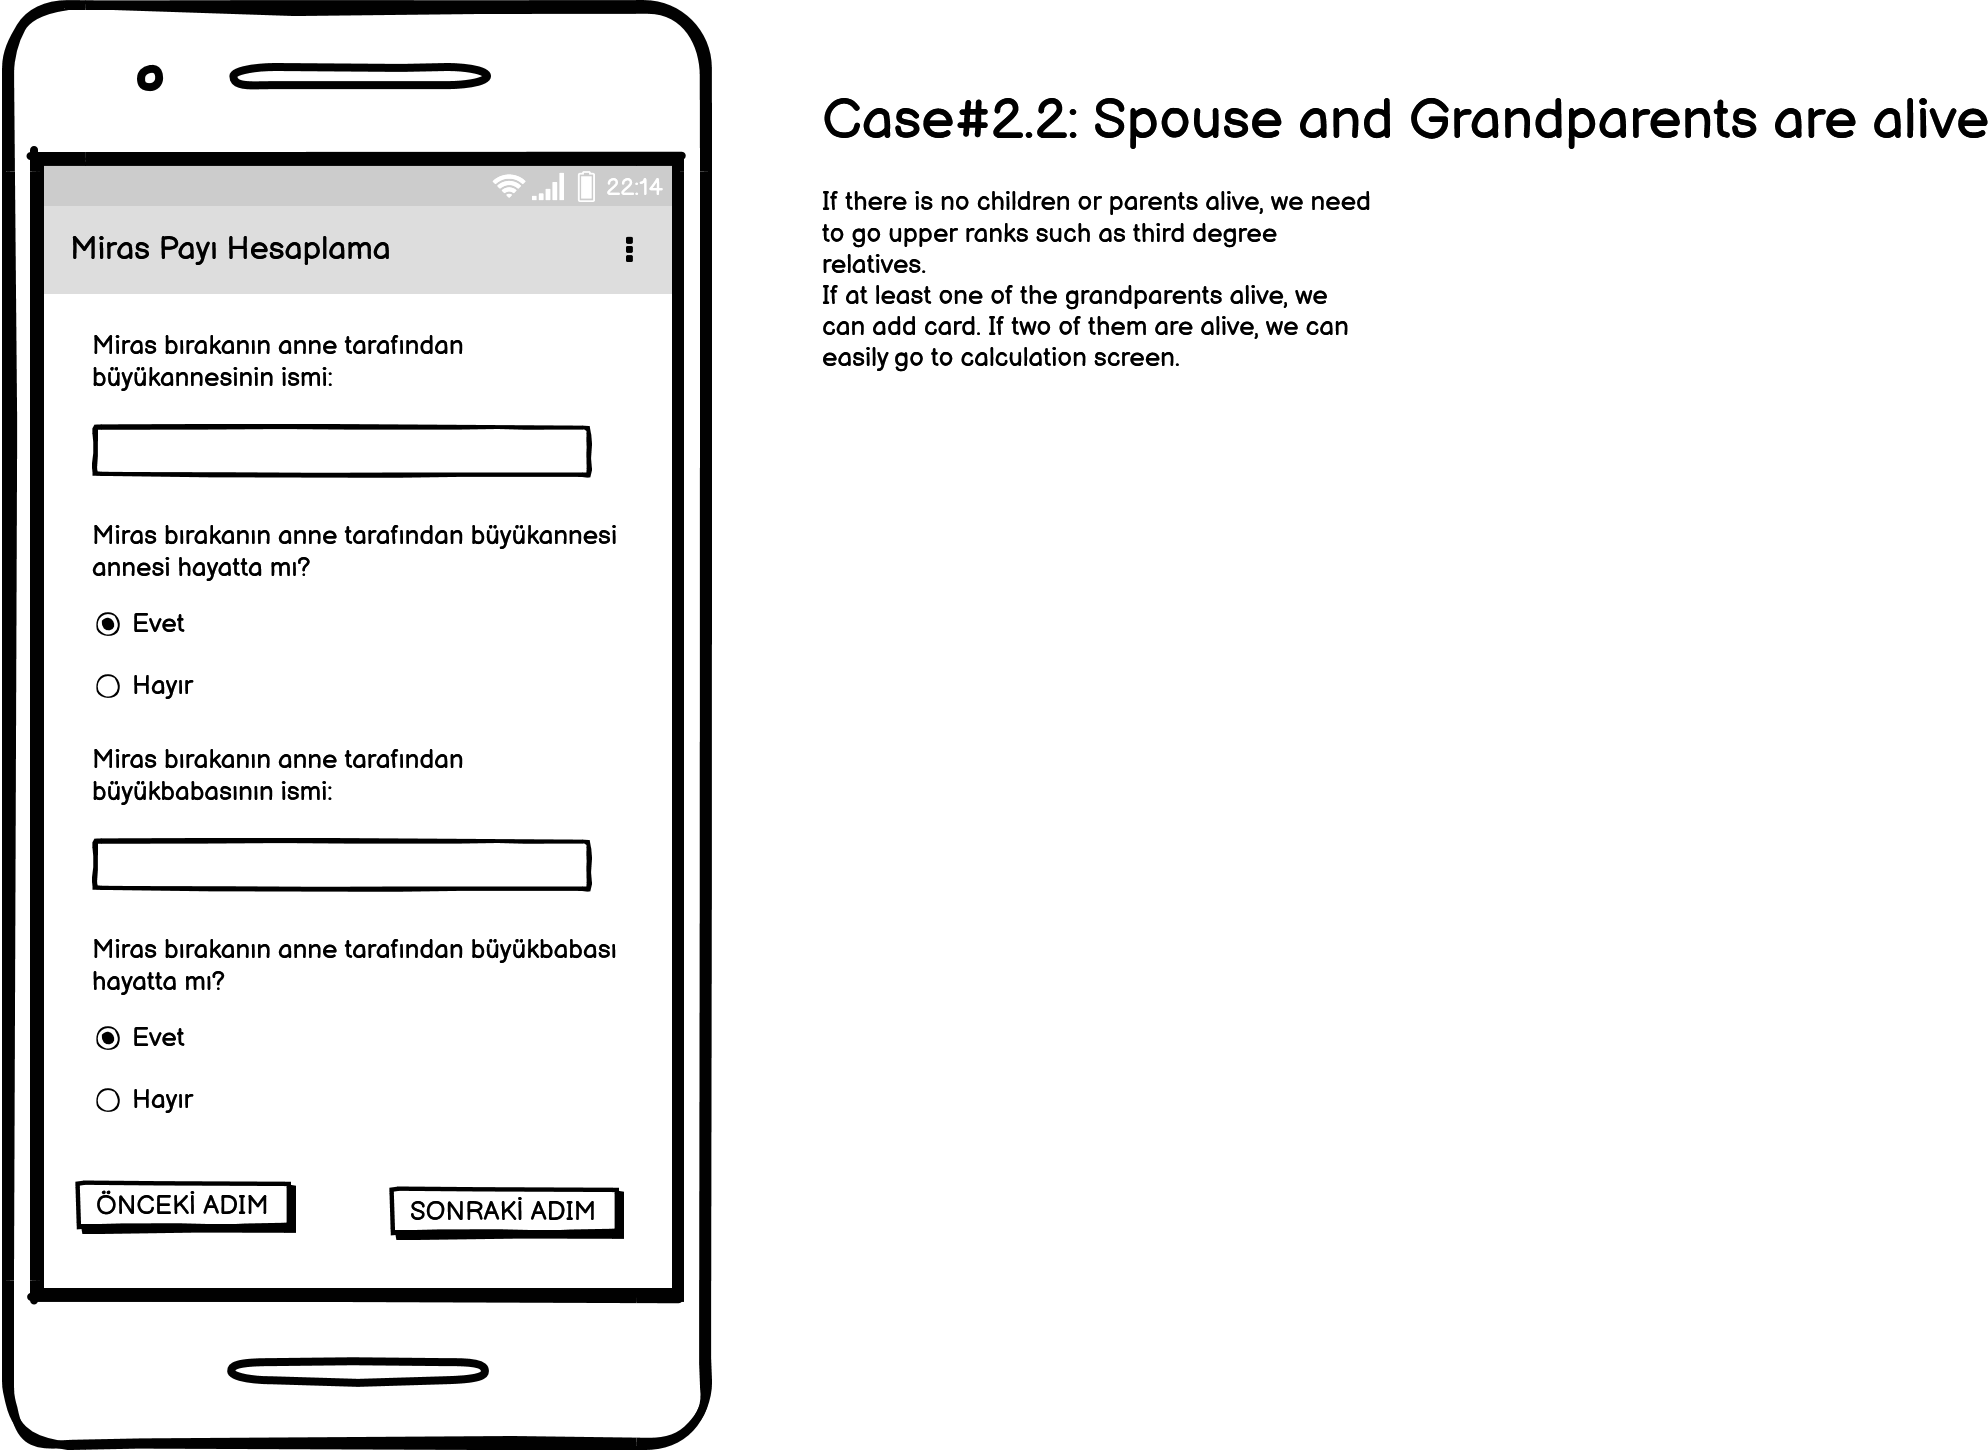 22:14
Miras Payı Hesaplama
Miras bırakanın anne tarafından
büyükannesinin ismi:
Miras bırakanın anne tarafından büyükannesi
annesi hayatta mı?
Evet
Hayır
Miras bırakanın anne tarafından
büyükbabasının ismi:
Miras bırakanın anne tarafından büyükbabası
hayatta mı?
Evet
Hayır
ÖNCEKİ ADIM
SONRAKİ ADIM
Case#2.2: Spouse and Grandparents are alive
If there is no children or parents alive, we need
to go upper ranks such as third degree
relatives.
If at least one of the grandparents alive, we
can add card. If two of them are alive, we can
easily go to calculation screen.